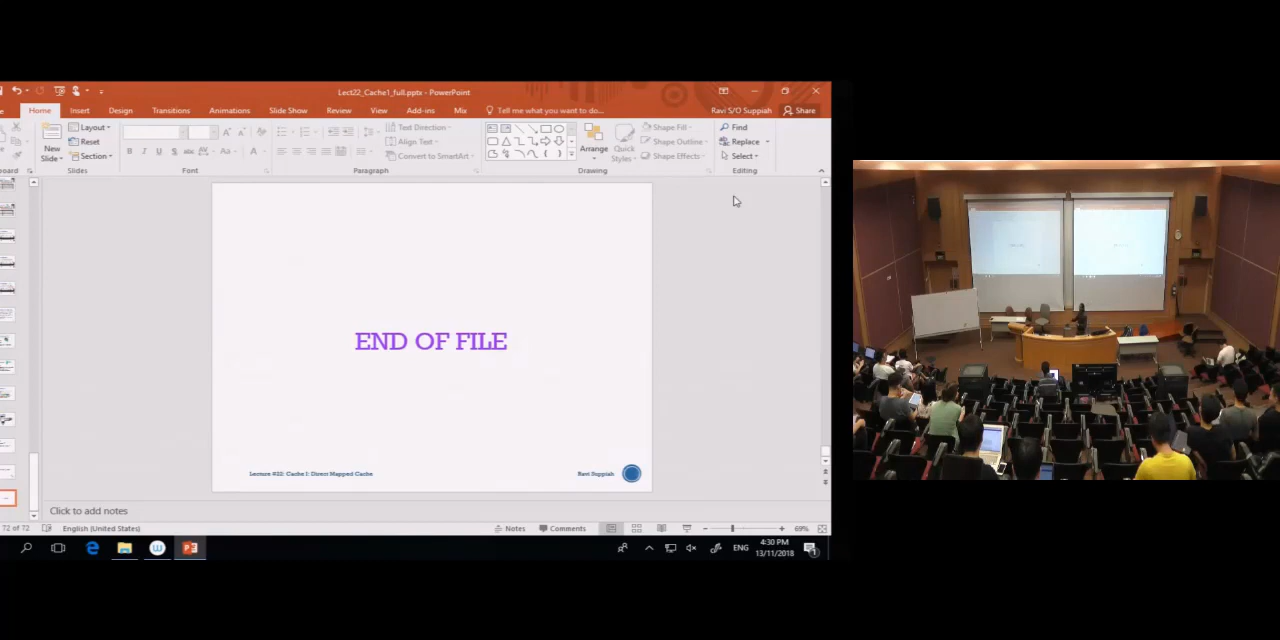 Lect22_Cache1_full.pptx - PowerPoint
Home Insert Design Transitions Animations Slide Show Review View Add-ins Mix Tell me what you want to do... Ravi S/O Suppiah Share
New Slide
Layout
Reset
Section
Slides
Font
Text Direction
Align Text
Convert to SmartArt
Paragraph
Arrange
Quick Styles
Shape Fill
Shape Outline
Shape Effects
Drawing
Find
Replace
Select
Editing
END OF FILE
Lecture #22: Cache I: Direct Mapped Cache
Ravi Suppiah
Click to add notes
72 of 72 English (United States) Notes Comments 69%
ENG
4:30 PM
13/11/2018